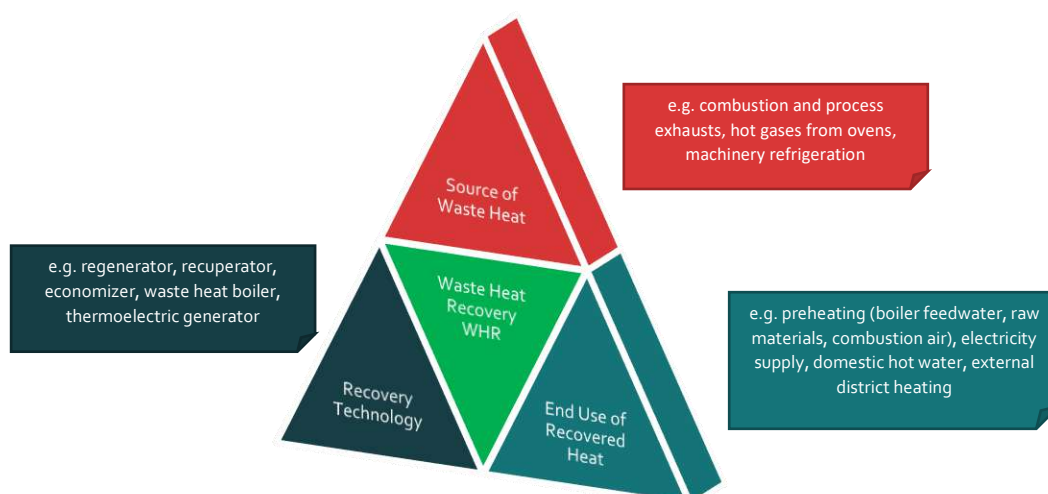 e.g. combustion and process
exhausts, hot gases from ovens,
machinery refrigeration
Source of
Waste Heat
e.g. regenerator, recuperator,
economizer, waste heat boiler,
thermoelectric generator
Waste Heat
Recovery
WHR
e.g. preheating (boiler feedwater, raw
materials, combustion air), electricity
supply, domestic hot water, external
district heating
Recovery
Technology
End Use of
Recovered
Heat